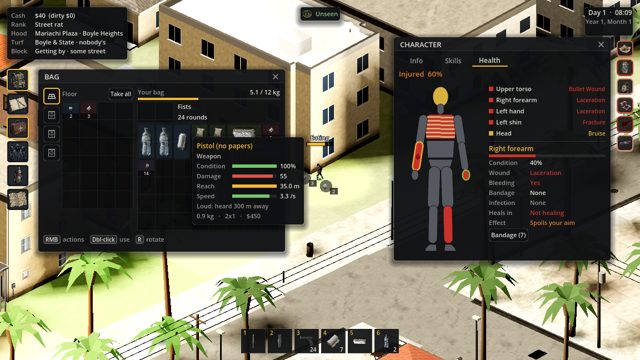 Cash $40 (dirty $0)
Rank Street rat
Hood Mariachi Plaza · Boyle Heights
Turf Boyle & State · nobody's
Block Getting by · some street
Unseen
Day 1 · 08:09
Year 1, Month 1
BAG
Floor
Take all
2 3
Your bag 5.1 / 12 kg
Fists
24 rounds
14
Pistol (no papers)
Weapon
Condition 100%
Damage 55
Reach 35.0 m
Speed 3.3 /s
Loud: heard 300 m away
0.9 kg · 2x1 · $450
RMB actions Dbl-click use R rotate
CHARACTER
Info Skills Health
Injured 60%
Upper torso Bullet Wound
Right forearm Laceration
Left hand Laceration
Left shin Fracture
Head Bruise
Right forearm
Condition 40%
Wound Laceration
Bleeding Yes
Bandage None
Infection None
Heals in Not healing
Effect Spoils your aim
Bandage (7)
1 2 3 4 5 6
24 7 2